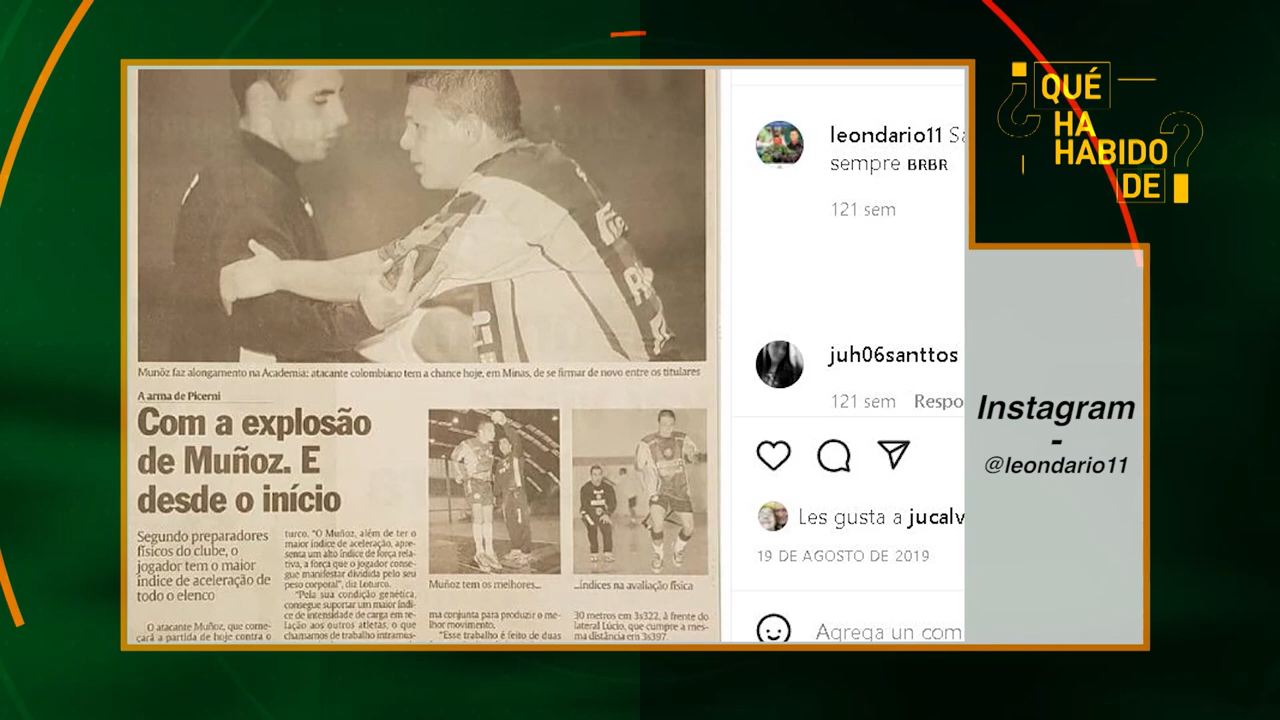 ¿QUÉ
HA
HABIDO
DE?
Muñoz faz alongamento na Academia: atacante colombiano tem a chance hoje, em Minas, de se firmar de novo entre os titulares
A arma de Picerni
Com a explosão
de Muñoz. E
desde o início
Segundo preparadores
físicos do clube, o
jogador tem o maior
índice de aceleração de
todo o elenco
O atacante Muñoz, que come-
çará a partida de hoje contra o
turco. "O Muñoz, além de ter o
maior índice de aceleração, apre-
senta um alto índice de força rela-
tiva, a força que o jogador conse-
gue manifestar dividida pelo seu
peso corporal", diz Loturco.
"Pela sua condição genética,
consegue suportar um maior índi-
ce de intensidade de carga em re-
lação aos outros atletas, o que
chamamos de trabalho intramus-
Muñoz tem os melhores...
...índices na avaliação física
ma conjunta para produzir o me-
lhor movimento.
"Esse trabalho é feito de duas
30 metros em 3s322, à frente do
lateral Lúcio, que cumpre a mes-
ma distância em 3s397.
leondario11 Sa
sempre BRBR
121 sem
juh06santtos
121 sem Respo
Les gusta a jucalv
19 DE AGOSTO DE 2019
Agrega un com
Instagram
-
@leondario11